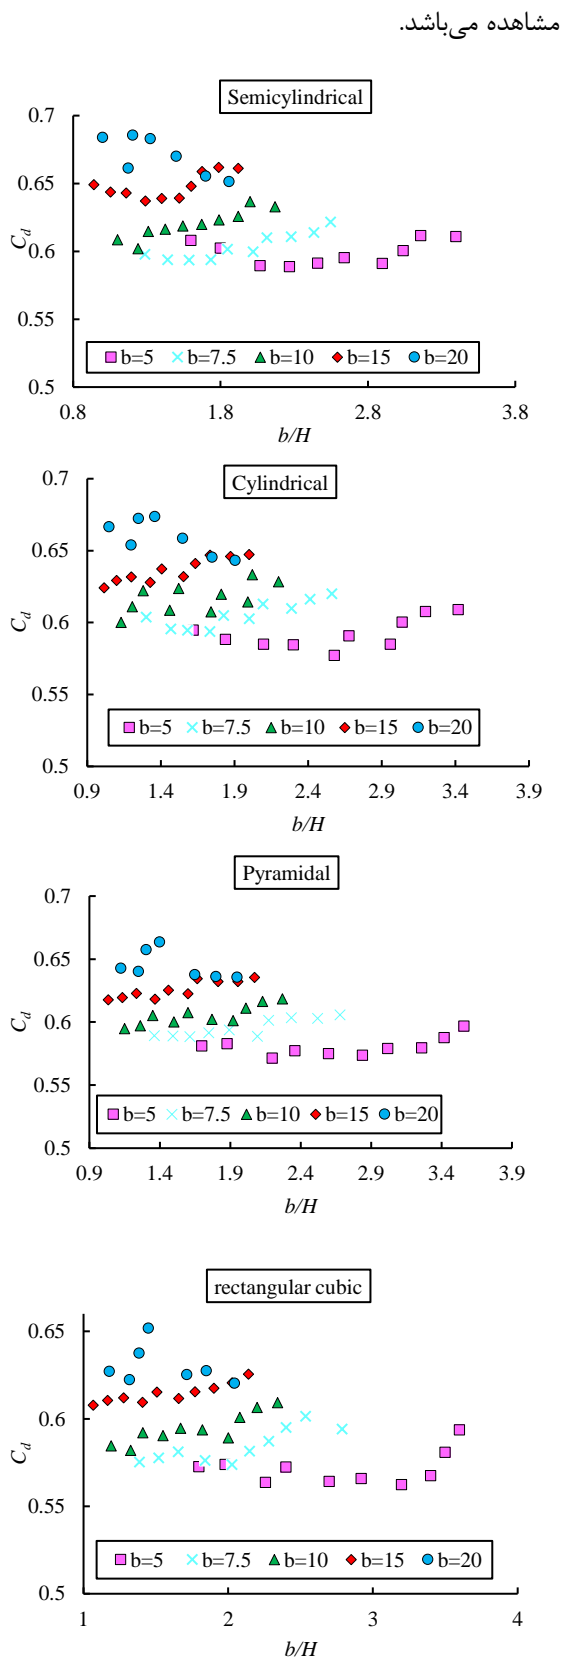 مشاهده می‌باشد.
Semicylindrical
0.7
0.65
0.6
0.55
0.5
C_d
b=5 b=7.5 b=10 b=15 b=20
0.8 1.8 2.8 3.8
b/H
Cylindrical
0.7
0.65
0.6
0.55
0.5
C_d
b=5 b=7.5 b=10 b=15 b=20
0.9 1.4 1.9 2.4 2.9 3.4 3.9
b/H
Pyramidal
0.7
0.65
0.6
0.55
0.5
C_d
b=5 b=7.5 b=10 b=15 b=20
0.9 1.4 1.9 2.4 2.9 3.4 3.9
b/H
rectangular cubic
0.65
0.6
0.55
0.5
C_d
b=5 b=7.5 b=10 b=15 b=20
1 2 3 4
b/H